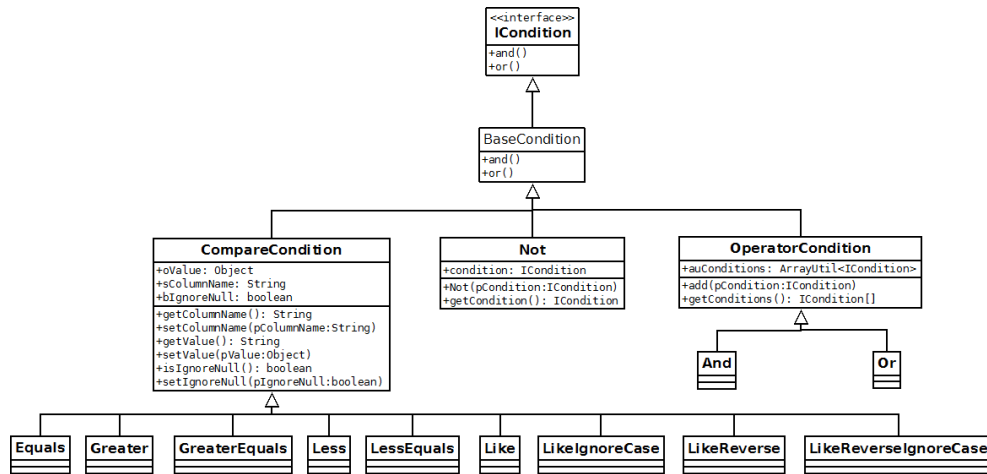 <<interface>>
ICondition
+and()
+or()
BaseCondition
+and()
+or()
CompareCondition
+oValue: Object
+sColumnName: String
+bIgnoreNull: boolean
+getColumnName(): String
+setColumnName(pColumnName:String)
+getValue(): String
+setValue(pValue:Object)
+isIgnoreNull(): boolean
+setIgnoreNull(pIgnoreNull:boolean)
Not
+condition: ICondition
+Not(pCondition:ICondition)
+getCondition(): ICondition
OperatorCondition
+auConditions: ArrayUtil<ICondition>
+add(pCondition:ICondition)
+getConditions(): ICondition[]
And
Or
Equals
Greater
GreaterEquals
Less
LessEquals
Like
LikeIgnoreCase
LikeReverse
LikeReverseIgnoreCase